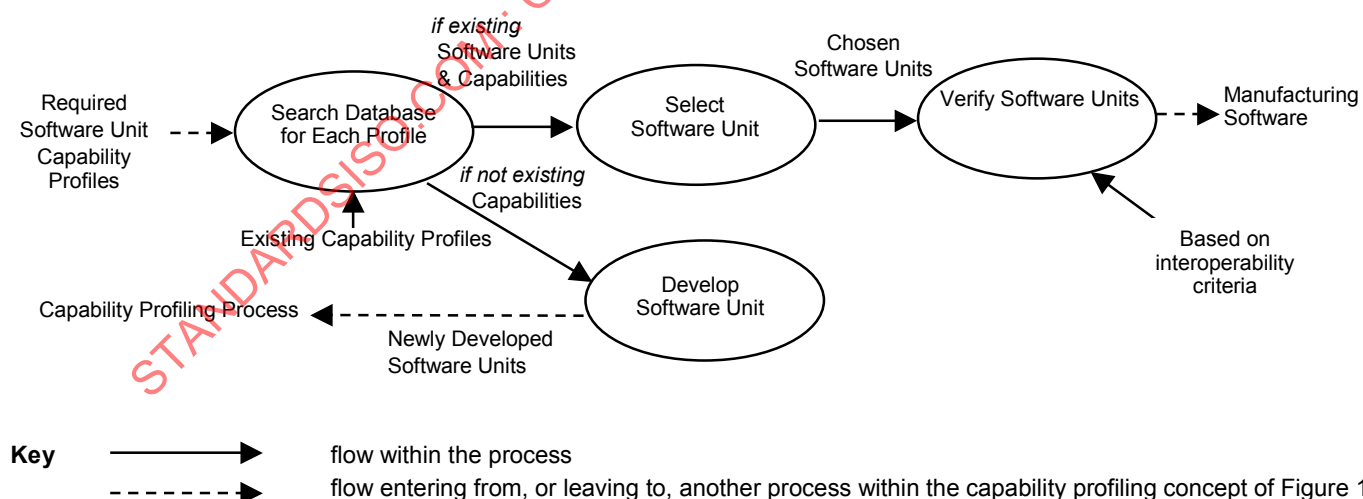 if existing
Software Units
& Capabilities
Chosen
Software Units
Required
Software Unit
Capability
Profiles
Search Database
for Each Profile
Select
Software Unit
Verify Software Units
Manufacturing
Software
if not existing
Capabilities
Existing Capability Profiles
Based on
interoperability
criteria
Develop
Software Unit
Capability Profiling Process
Newly Developed
Software Units
STANDARDSISO.COM :
Key
flow within the process
flow entering from, or leaving to, another process within the capability profiling concept of Figure 1